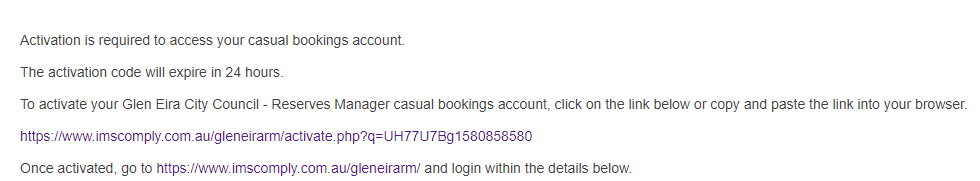 Activation is required to access your casual bookings account.
The activation code will expire in 24 hours.
To activate your Glen Eira City Council - Reserves Manager casual bookings account, click on the link below or copy and paste the link into your browser.
https://www.imscomply.com.au/gleneirarm/activate.php?q=UH77U7Bg1580858580
Once activated, go to https://www.imscomply.com.au/gleneirarm/ and login within the details below.